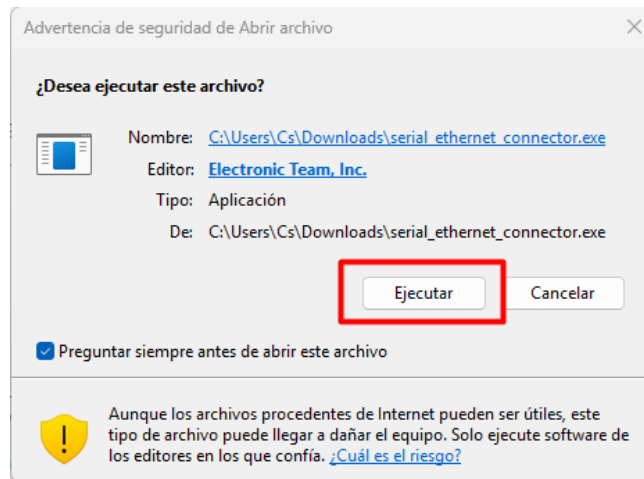 Advertencia de seguridad de Abrir archivo
¿Desea ejecutar este archivo?
Nombre: C:\Users\Cs\Downloads\serial_ethernet_connector.exe
Editor: Electronic Team, Inc.
Tipo: Aplicación
De: C:\Users\Cs\Downloads\serial_ethernet_connector.exe
Ejecutar Cancelar
Preguntar siempre antes de abrir este archivo
Aunque los archivos procedentes de Internet pueden ser útiles, este
tipo de archivo puede llegar a dañar el equipo. Solo ejecute software de
los editores en los que confía. ¿Cuál es el riesgo?